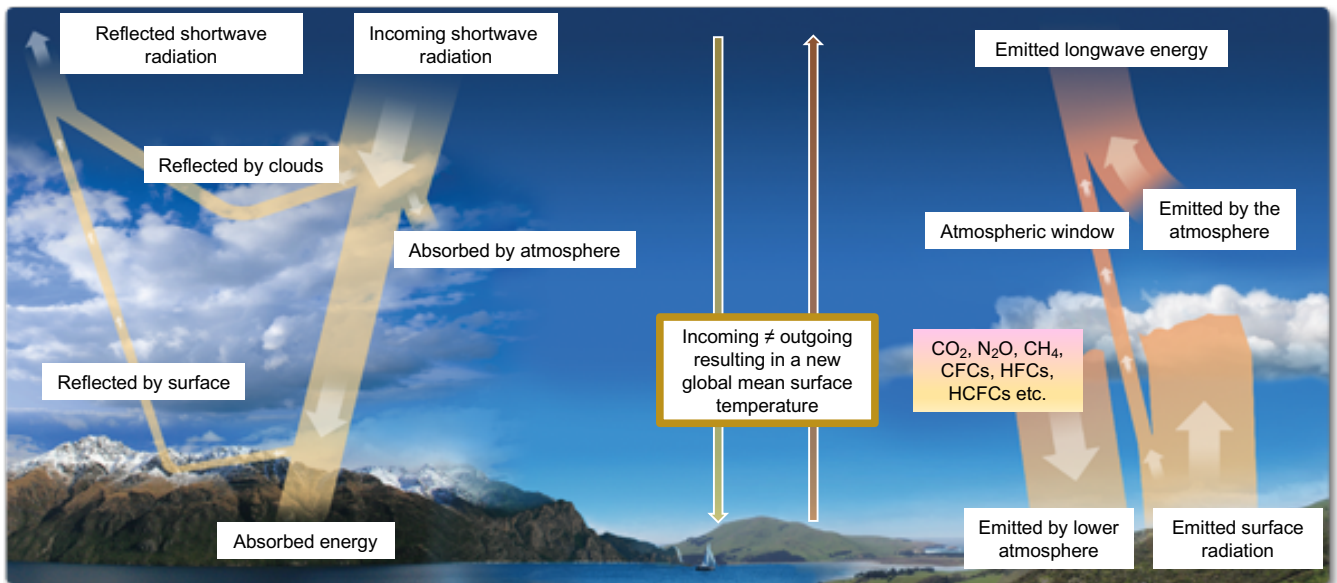 Reflected shortwave
radiation
Incoming shortwave
radiation
Emitted longwave energy
Reflected by clouds
Absorbed by atmosphere
Atmospheric window
Emitted by the
atmosphere
Incoming ≠ outgoing
resulting in a new
global mean surface
temperature
CO₂, N₂O, CH₄,
CFCs, HFCs,
HCFCs etc.
Reflected by surface
Absorbed energy
Emitted by lower
atmosphere
Emitted surface
radiation